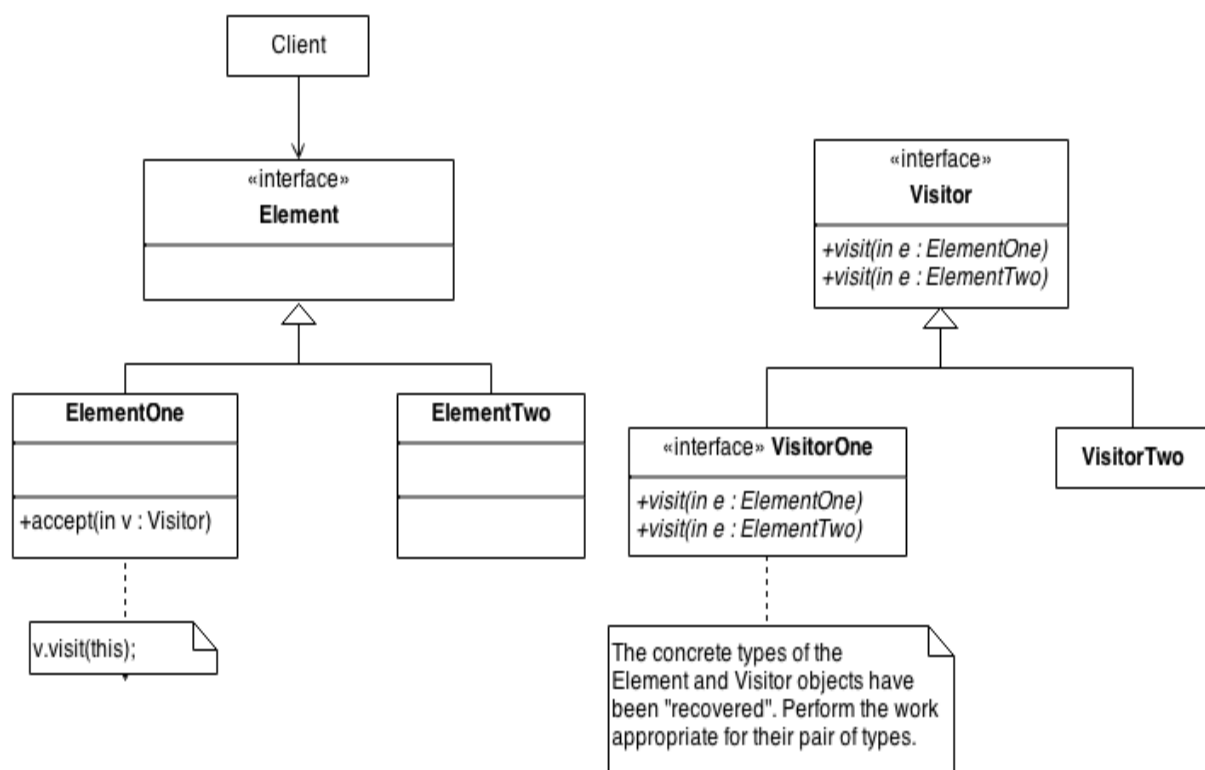 Client
«interface»
Element
ElementOne
+accept(in v : Visitor)
v.visit(this);
ElementTwo
«interface»
Visitor
+visit(in e : ElementOne)
+visit(in e : ElementTwo)
«interface» VisitorOne
+visit(in e : ElementOne)
+visit(in e : ElementTwo)
VisitorTwo
The concrete types of the
Element and Visitor objects have
been "recovered". Perform the work
appropriate for their pair of types.